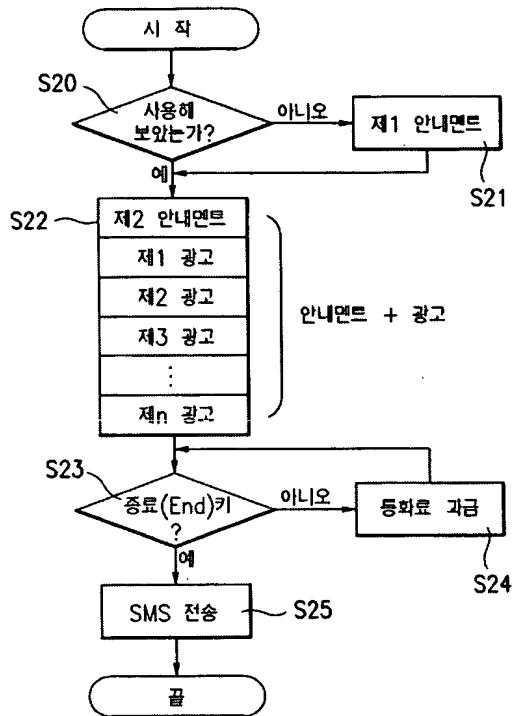 시 작
S20
사용해
보았는가?
아니오
제1 안내멘트
S21
예
S22
제2 안내멘트
제1 광고
제2 광고
제3 광고
⋮
제n 광고
안내멘트 + 광고
S23
종료(End)키
?
아니오
통화료 과금
S24
예
SMS 전송
S25
끝